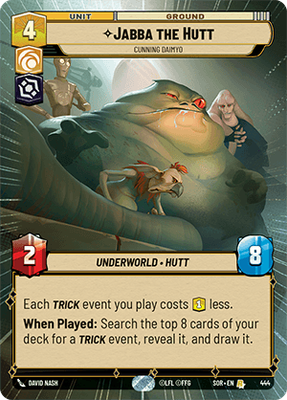 UNIT GROUND
4 ✧JABBA THE HUTT
CUNNING DAIMYO
2 UNDERWORLD • HUTT 8
Each TRICK event you play costs 1 less.
When Played: Search the top 8 cards of your
deck for a TRICK event, reveal it, and draw it.
DAVID NASH ©LFL ©FFG SOR • EN R 444